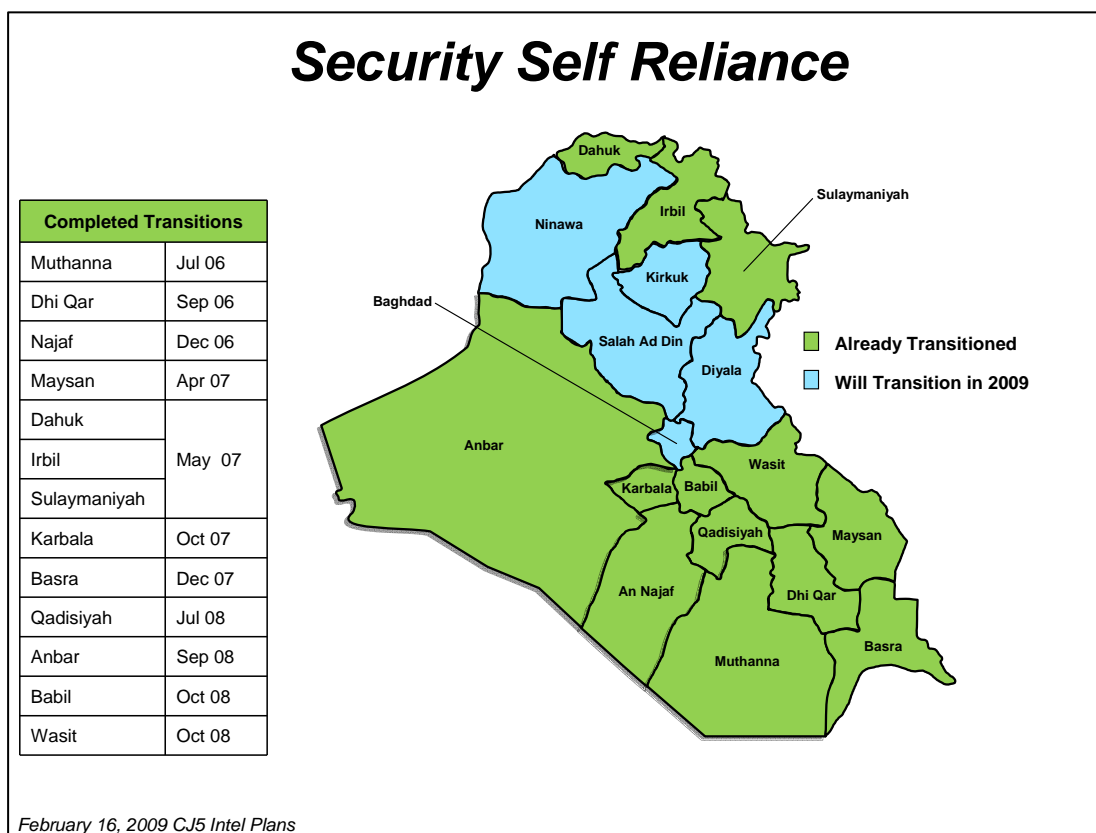 Security Self Reliance
Completed Transitions
Muthanna Jul 06
Dhi Qar Sep 06
Najaf Dec 06
Maysan Apr 07
Dahuk
Irbil May 07
Sulaymaniyah
Karbala Oct 07
Basra Dec 07
Qadisiyah Jul 08
Anbar Sep 08
Babil Oct 08
Wasit Oct 08
Dahuk
Sulaymaniyah
Irbil
Ninawa
Kirkuk
Baghdad
Salah Ad Din
Diyala
Already Transitioned
Will Transition in 2009
Anbar
Wasit
Karbala
Babil
Qadisiyah
Maysan
An Najaf
Dhi Qar
Muthanna
Basra
February 16, 2009 CJ5 Intel Plans